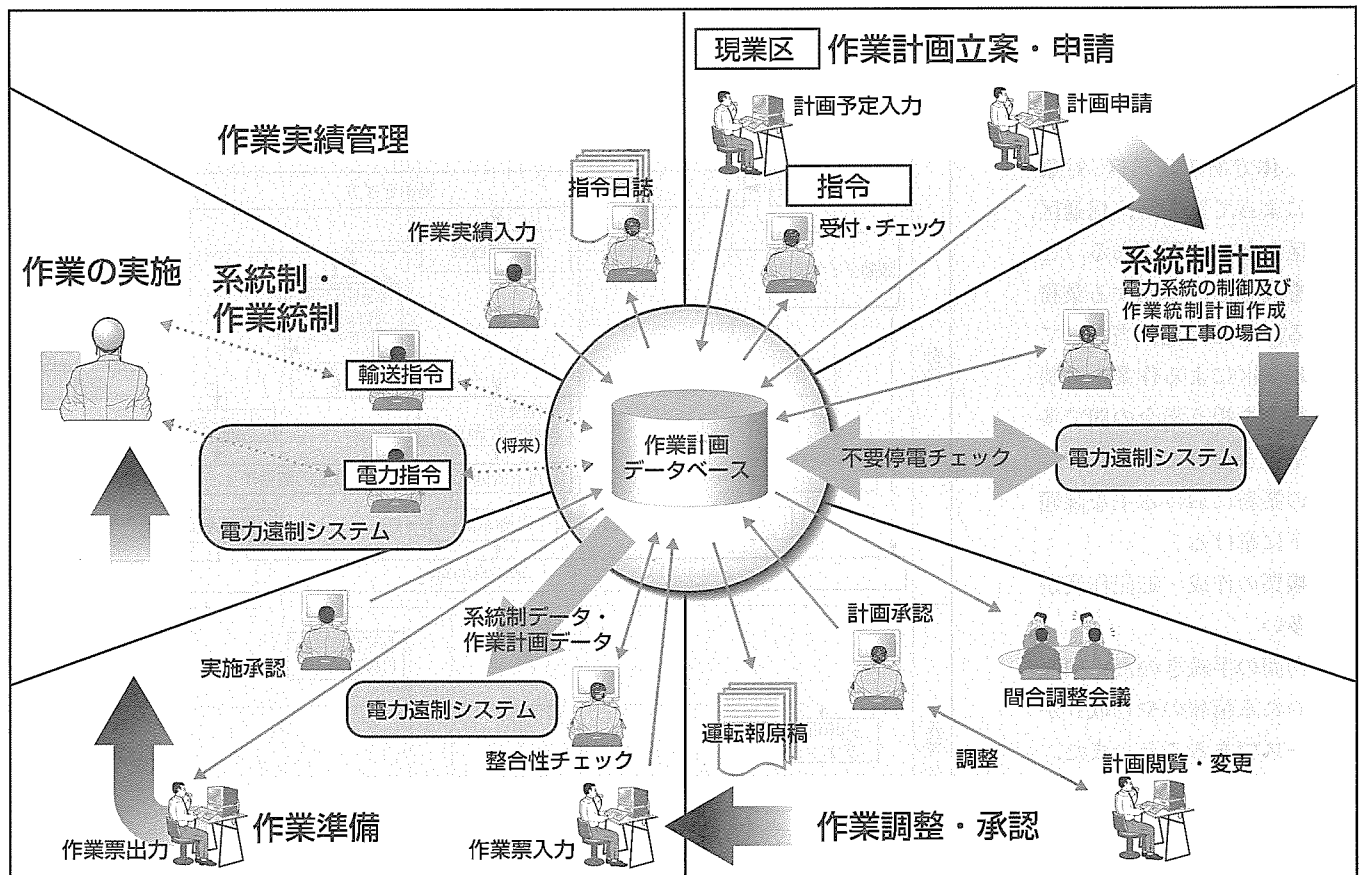 現業区 作業計画立案・申請
計画予定入力
計画申請
指令
受付・チェック
系統制計画
電力系統の制御及び
作業統制計画作成
(停電工事の場合)
不要停電チェック
電力遠制システム
作業計画
データベース
間合調整会議
計画承認
運転報原稿
調整
計画閲覧・変更
作業調整・承認
系統制データ・
作業計画データ
電力遠制システム
整合性チェック
作業票入力
実施承認
作業準備
作業票出力
作業の実施
系統制・
作業統制
輸送指令
(将来)
電力指令
電力遠制システム
作業実績管理
作業実績入力
指令日誌